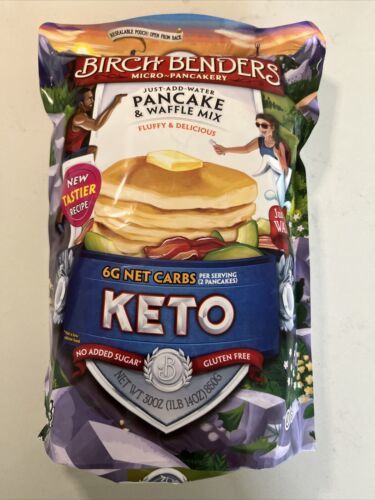 RESEALABLE POUCH! OPEN FROM BACK
BIRCH BENDERS
MICRO-PANCAKERY
JUST-ADD-WATER
PANCAKE
& WAFFLE MIX
FLUFFY & DELICIOUS
NEW
TASTIER
RECIPE!
6G NET CARBS PER SERVING
(2 PANCAKES)
KETO
NO ADDED SUGAR*
GLUTEN FREE
B
NET WT 30OZ (1LB 14OZ) 850G